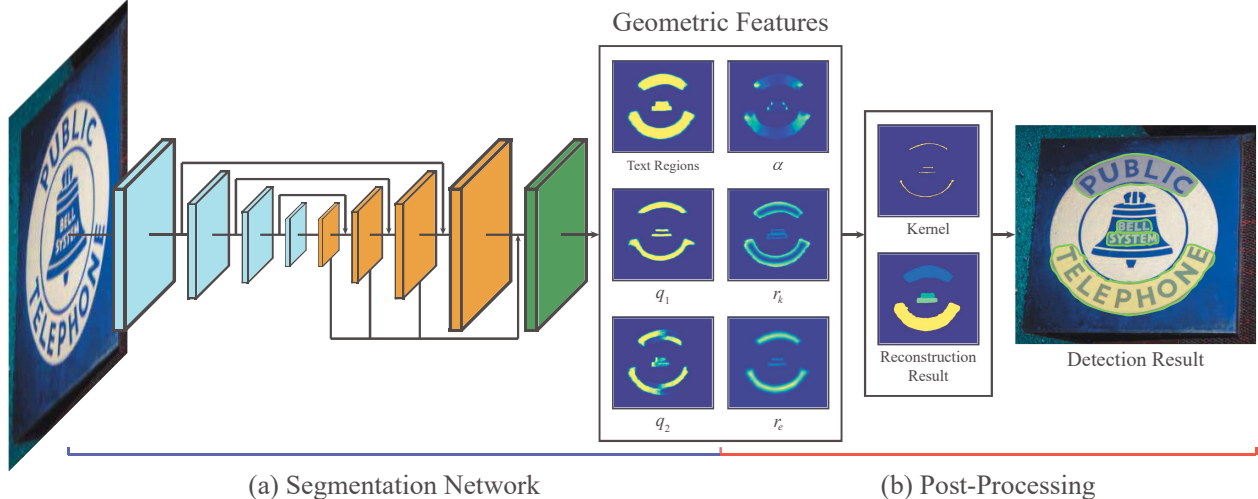 PUBLIC
BELL
SYSTEM
TELEPHONE
Geometric Features
Text Regions
α
q1
rk
q2
re
Kernel
Reconstruction
Result
PUBLIC
BELL
SYSTEM
TELEPHONE
Detection Result
(a) Segmentation Network
(b) Post-Processing